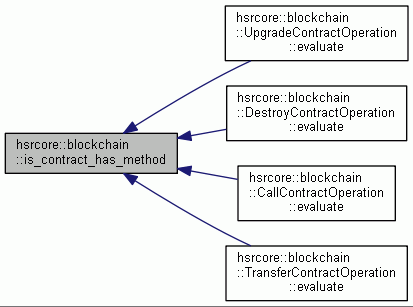 hsrcore::blockchain
::UpgradeContractOperation
::evaluate
hsrcore::blockchain
::DestroyContractOperation
::evaluate
hsrcore::blockchain
::is_contract_has_method
hsrcore::blockchain
::CallContractOperation
::evaluate
hsrcore::blockchain
::TransferContractOperation
::evaluate